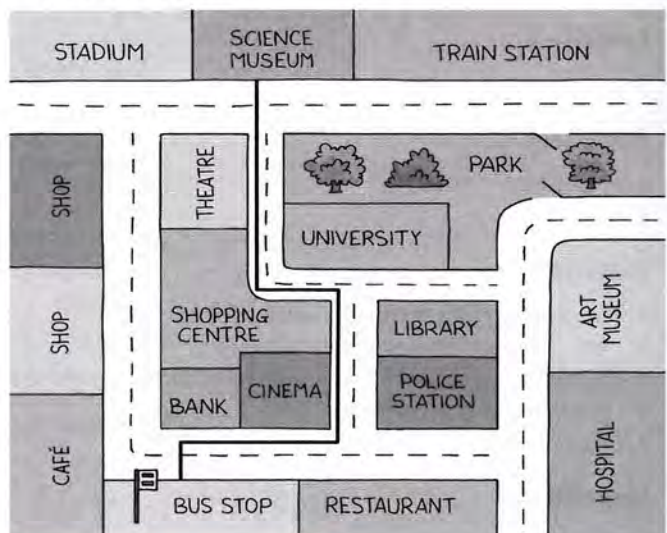 STADIUM
SCIENCE
MUSEUM
TRAIN STATION
SHOP
THEATRE
PARK
UNIVERSITY
SHOP
SHOPPING
CENTRE
LIBRARY
ART
MUSEUM
BANK
CINEMA
POLICE
STATION
CAFÉ
HOSPITAL
BUS STOP
RESTAURANT